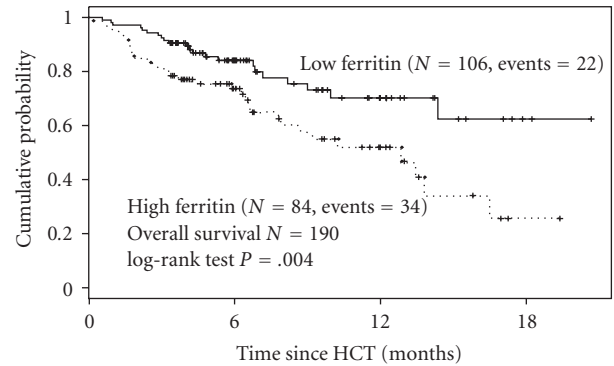 1
0.8
0.6
0.4
0.2
0
Cumulative probability
Low ferritin (N = 106, events = 22)
High ferritin (N = 84, events = 34)
Overall survival N = 190
log-rank test P = .004
0 6 12 18
Time since HCT (months)